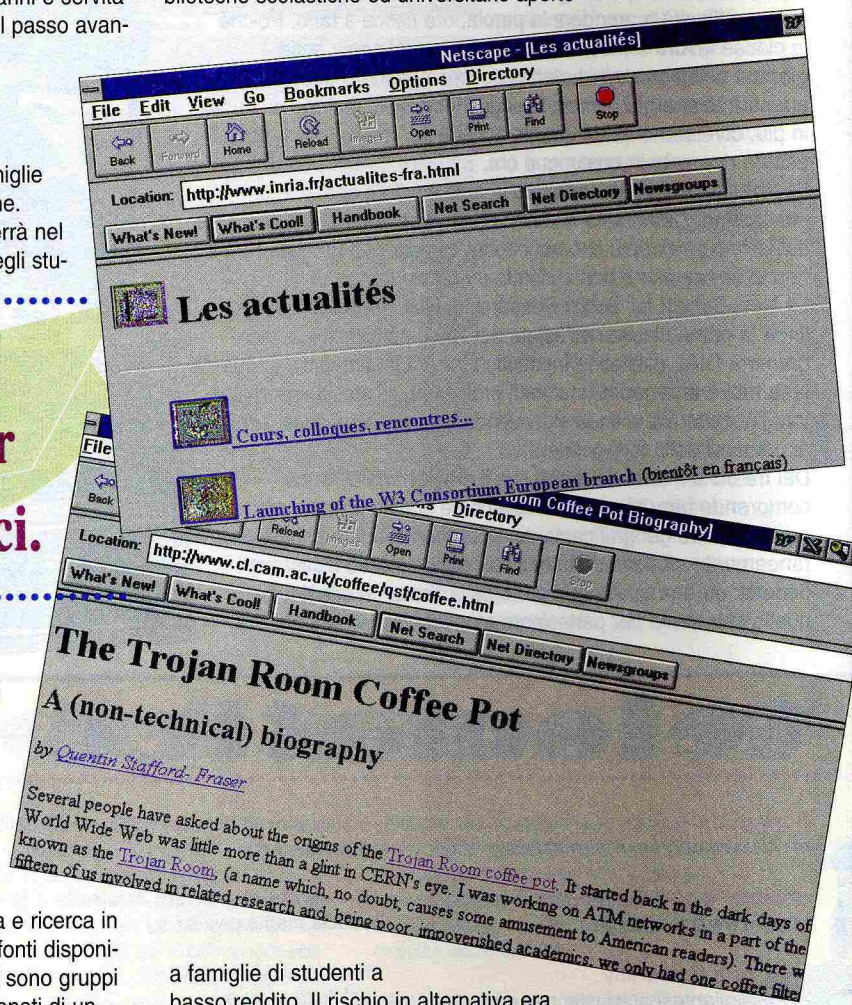 anni e servita
l passo avan-
miglie
ne.
errà nel
egli stu-
r
ci.
Netscape - [Les actualités]
File Edit View Go Bookmarks Options Directory
Back Forward Home Reload Images Open Print Find Stop
Location: http://www.inria.fr/actualites-fra.html
What's New! What's Cool! Handbook Net Search Net Directory Newsgroups
Les actualités
Cours, colloques, rencontres...
Launching of the W3 Consortium European branch (bientôt en français)
File Directory oom Coffee Pot Biography]
Back Reload Images Open Print Find Stop
Location: http://www.cl.cam.ac.uk/coffee/qsf/coffee.html
What's New! What's Cool! Handbook Net Search Net Directory Newsgroups
The Trojan Room Coffee Pot
A (non-technical) biography
by Quentin Stafford- Fraser
Several people have asked about the origins of the Trojan Room coffee pot. It started back in the dark days of
World Wide Web was little more than a glint in CERN's eye. I was working on ATM networks in a part of the
known as the Trojan Room, (a name which, no doubt, causes some amusement to American readers). There w
fifteen of us involved in related research and, being poor, impoverished academics, we only had one coffee filte
a e ricerca in
fonti disponi-
sono gruppi
a famiglie di studenti a
basso reddito. Il rischio in alternativa era